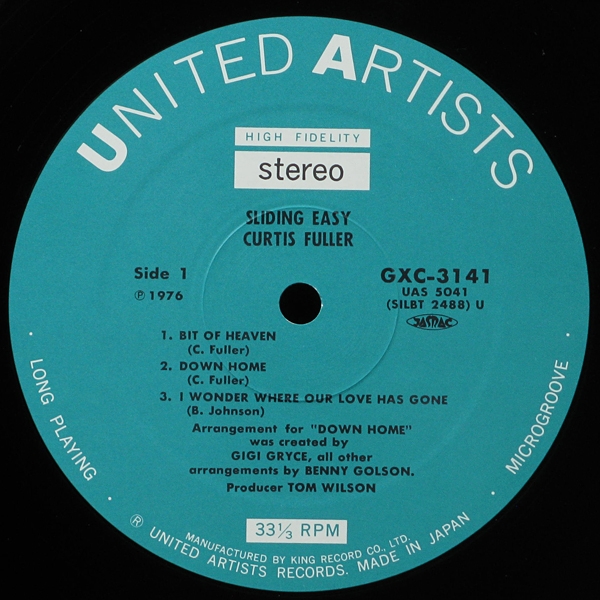 UNITED ARTISTS
HIGH FIDELITY
stereo
SLIDING EASY
CURTIS FULLER
Side 1
℗ 1976
GXC-3141
UAS 5041
(SILBT 2488) U
JASRAC
1. BIT OF HEAVEN
(C. Fuller)
2. DOWN HOME
(C. Fuller)
3. I WONDER WHERE OUR LOVE HAS GONE
(B. Johnson)
Arrangement for "DOWN HOME"
was created by
GIGI GRYCE, all other
arrangements by BENNY GOLSON.
Producer TOM WILSON
· LONG PLAYING ·
· MICROGROOVE ·
33⅓ RPM
MANUFACTURED BY KING RECORD CO., LTD.
® UNITED ARTISTS RECORDS. MADE IN JAPAN